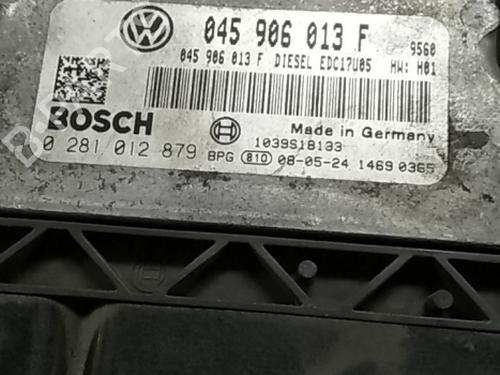 045 906 013 F 9560
045 906 013 F DIESEL EDC17U05 HW: H01
BOSCH Made in Germany
1039S18133
0 281 012 879 BPG 810 08-05-24 1469 0365